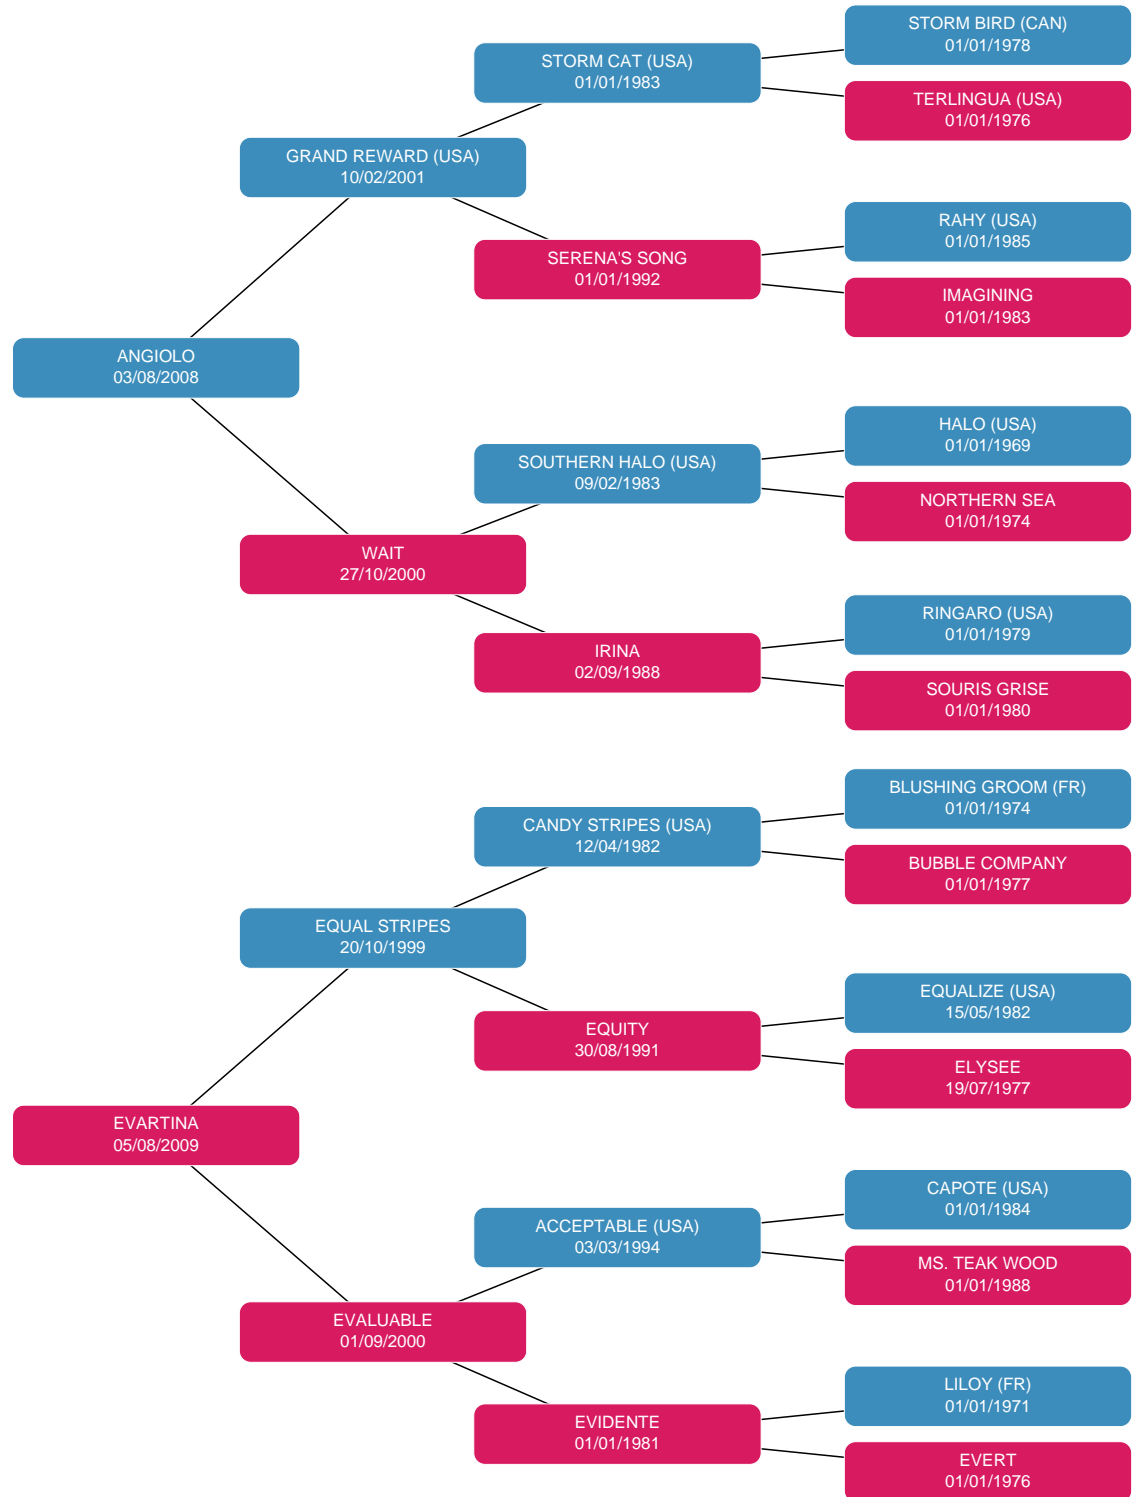 STORM BIRD (CAN)
01/01/1978
STORM CAT (USA)
01/01/1983
TERLINGUA (USA)
01/01/1976
GRAND REWARD (USA)
10/02/2001
RAHY (USA)
01/01/1985
SERENA'S SONG
01/01/1992
IMAGINING
01/01/1983
ANGIOLO
03/08/2008
HALO (USA)
01/01/1969
SOUTHERN HALO (USA)
09/02/1983
NORTHERN SEA
01/01/1974
WAIT
27/10/2000
RINGARO (USA)
01/01/1979
IRINA
02/09/1988
SOURIS GRISE
01/01/1980
BLUSHING GROOM (FR)
01/01/1974
CANDY STRIPES (USA)
12/04/1982
BUBBLE COMPANY
01/01/1977
EQUAL STRIPES
20/10/1999
EQUALIZE (USA)
15/05/1982
EQUITY
30/08/1991
ELYSEE
19/07/1977
EVARTINA
05/08/2009
CAPOTE (USA)
01/01/1984
ACCEPTABLE (USA)
03/03/1994
MS. TEAK WOOD
01/01/1988
EVALUABLE
01/09/2000
LILOY (FR)
01/01/1971
EVIDENTE
01/01/1981
EVERT
01/01/1976